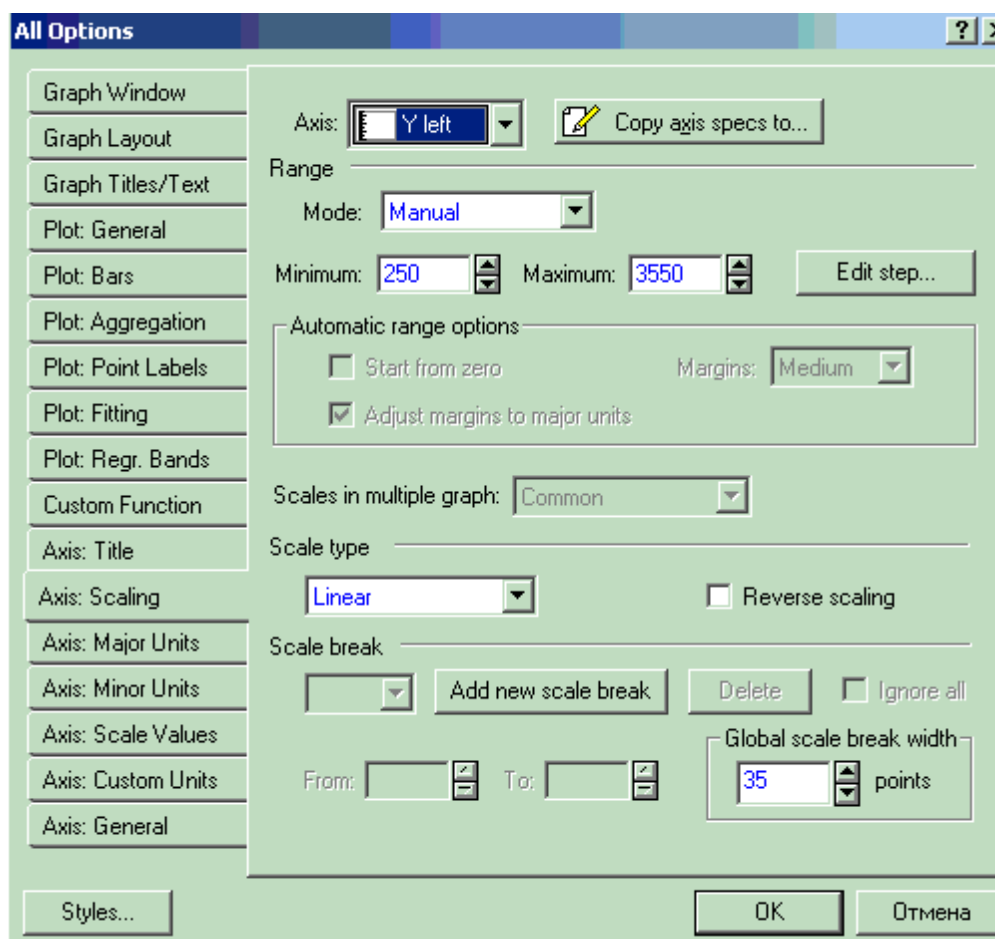 All Options
Graph Window
Graph Layout
Graph Titles/Text
Plot: General
Plot: Bars
Plot: Aggregation
Plot: Point Labels
Plot: Fitting
Plot: Regr. Bands
Custom Function
Axis: Title
Axis: Scaling
Axis: Major Units
Axis: Minor Units
Axis: Scale Values
Axis: Custom Units
Axis: General
Axis: Y left Copy axis specs to...
Range
Mode: Manual
Minimum: 250 Maximum: 3550 Edit step...
Automatic range options
Start from zero Margins: Medium
Adjust margins to major units
Scales in multiple graph: Common
Scale type
Linear Reverse scaling
Scale break
Add new scale break Delete Ignore all
Global scale break width
From: To: 35 points
Styles... OK Отмена